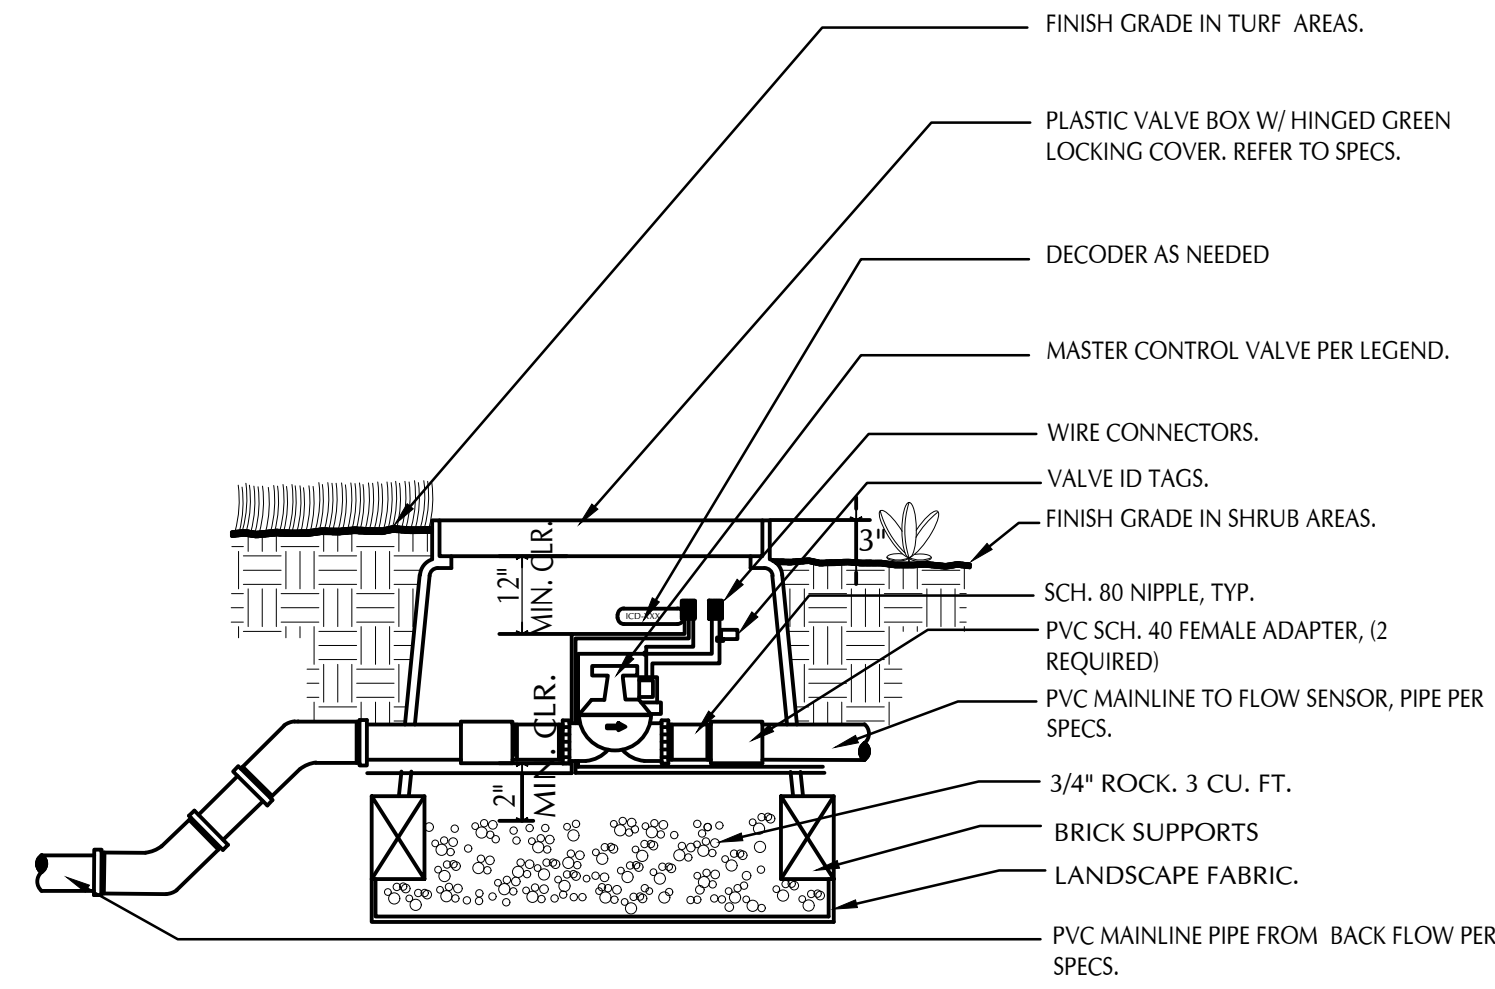 FINISH GRADE IN TURF AREAS.
PLASTIC VALVE BOX W/ HINGED GREEN
LOCKING COVER. REFER TO SPECS.
DECODER AS NEEDED
MASTER CONTROL VALVE PER LEGEND.
WIRE CONNECTORS.
VALVE ID TAGS.
FINISH GRADE IN SHRUB AREAS.
3"
12"
MIN. CLR.
ICD-XXX
SCH. 80 NIPPLE, TYP.
PVC SCH. 40 FEMALE ADAPTER, (2
REQUIRED)
PVC MAINLINE TO FLOW SENSOR, PIPE PER
SPECS.
2"
MIN. CLR.
3/4" ROCK. 3 CU. FT.
BRICK SUPPORTS
LANDSCAPE FABRIC.
PVC MAINLINE PIPE FROM BACK FLOW PER
SPECS.